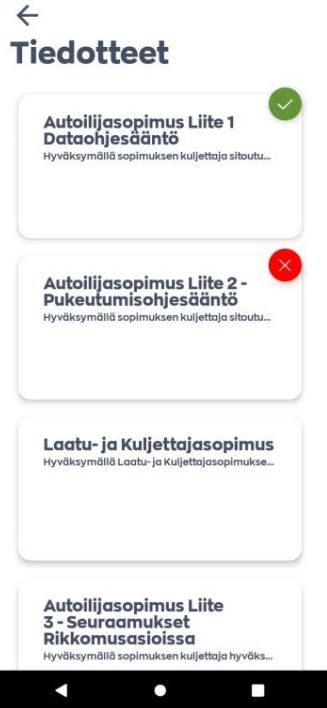 Tiedotteet
Autoilijasopimus Liite 1
Dataohjesääntö
Hyväksymällä sopimuksen kuljettaja sitoutu...
Autoilijasopimus Liite 2 -
Pukeutumisohjesääntö
Hyväksymällä sopimuksen kuljettaja sitoutu...
Laatu- ja Kuljettajasopimus
Hyväksymällä Laatu- ja Kuljettajasopimukse...
Autoilijasopimus Liite
3 - Seuraamukset
Rikkomusasioissa
Hyväksymällä sopimuksen kuljettaja hyväks...